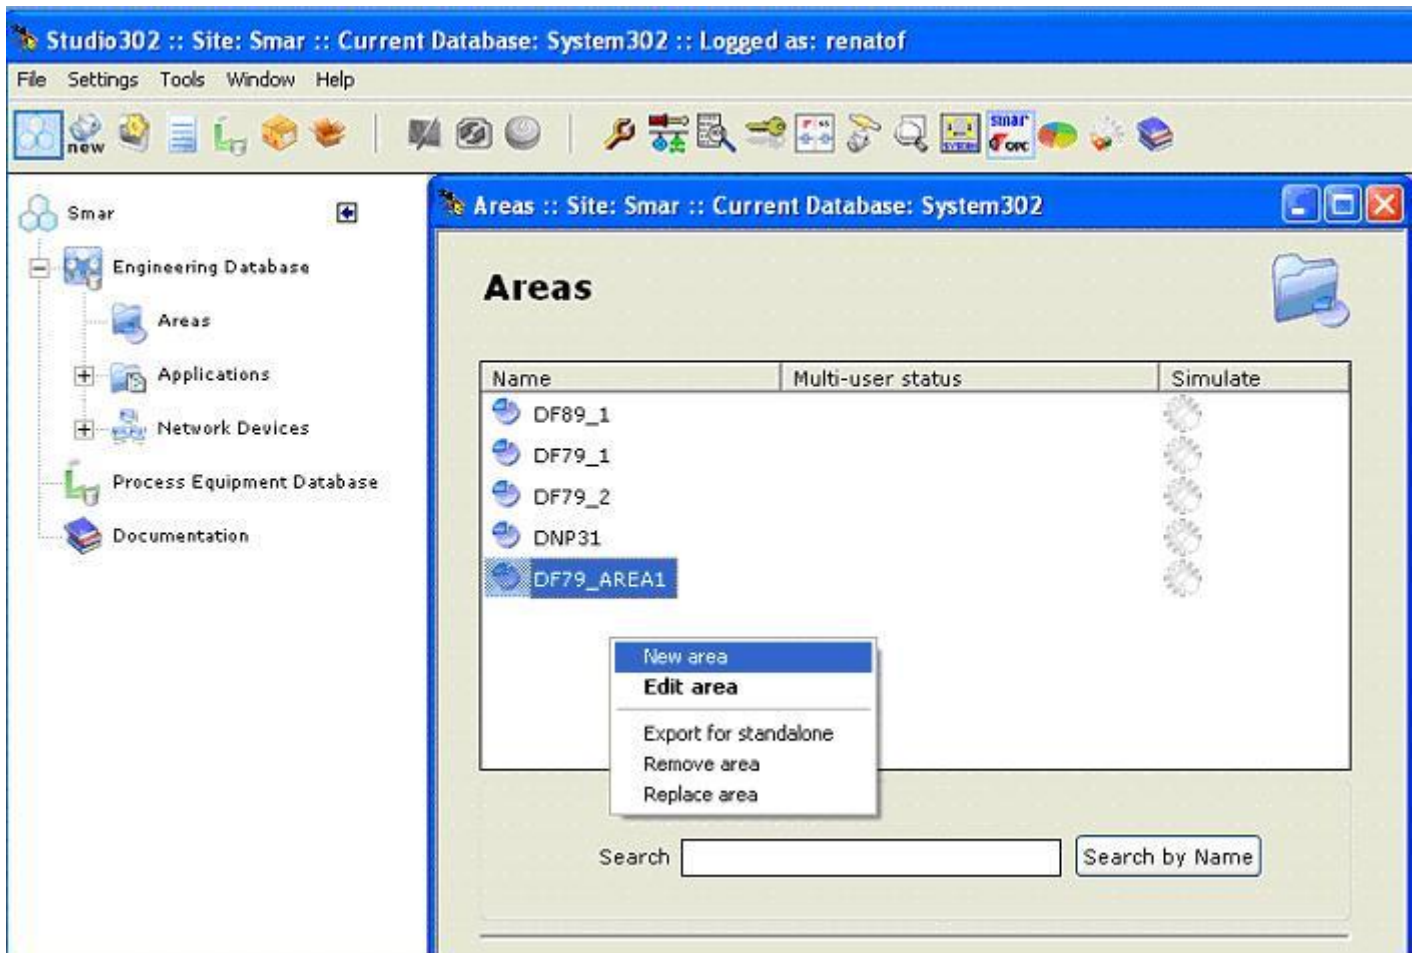 Studio302 :: Site: Smar :: Current Database: System302 :: Logged as: renatof
File Settings Tools Window Help
new
smar
OPC
Smar
Engineering Database
Areas
Applications
Network Devices
Process Equipment Database
Documentation
Areas :: Site: Smar :: Current Database: System302
Areas
Name Multi-user status Simulate
DF89_1
DF79_1
DF79_2
DNP31
DF79_AREA1
New area
Edit area
Export for standalone
Remove area
Replace area
Search Search by Name